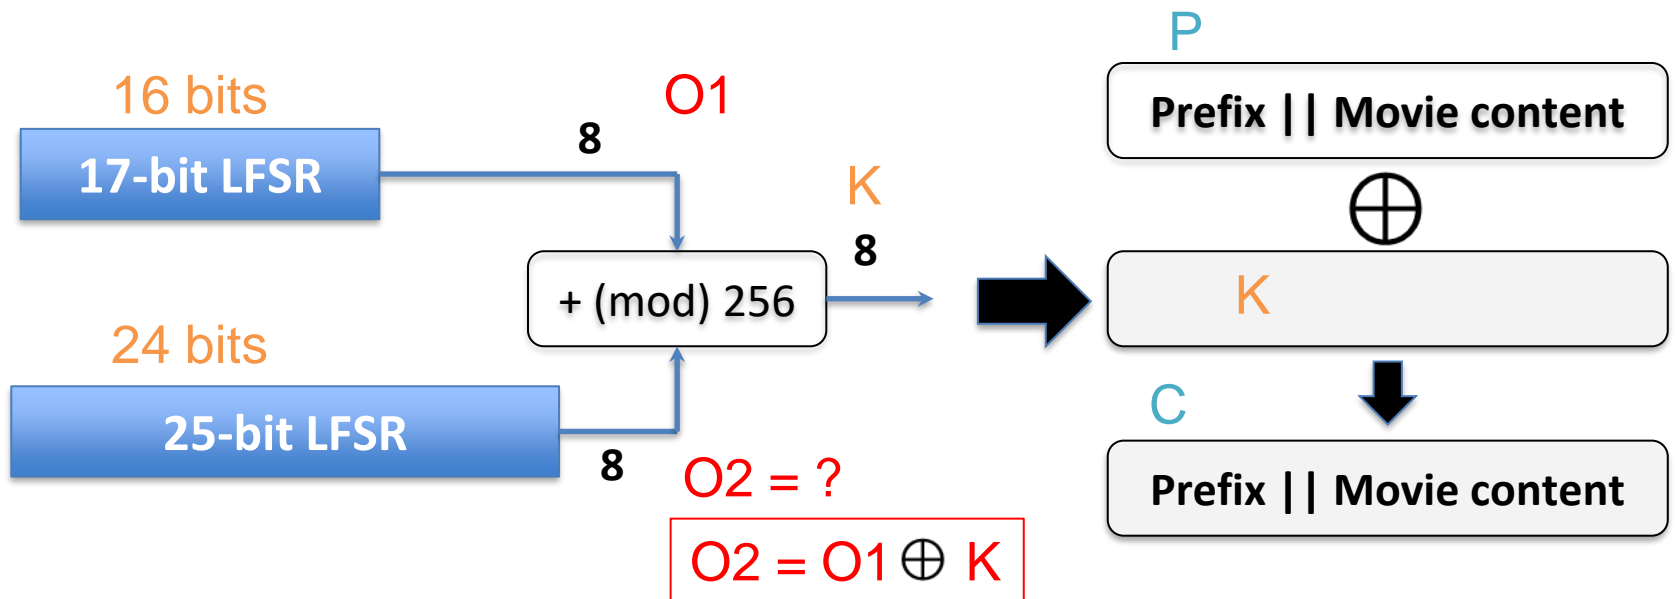 16 bits
17-bit LFSR
8
O1
24 bits
25-bit LFSR
8
+ (mod) 256
K
8
O2 = ?
O2 = O1 ⊕ K
P
Prefix || Movie content
⊕
K
C
Prefix || Movie content